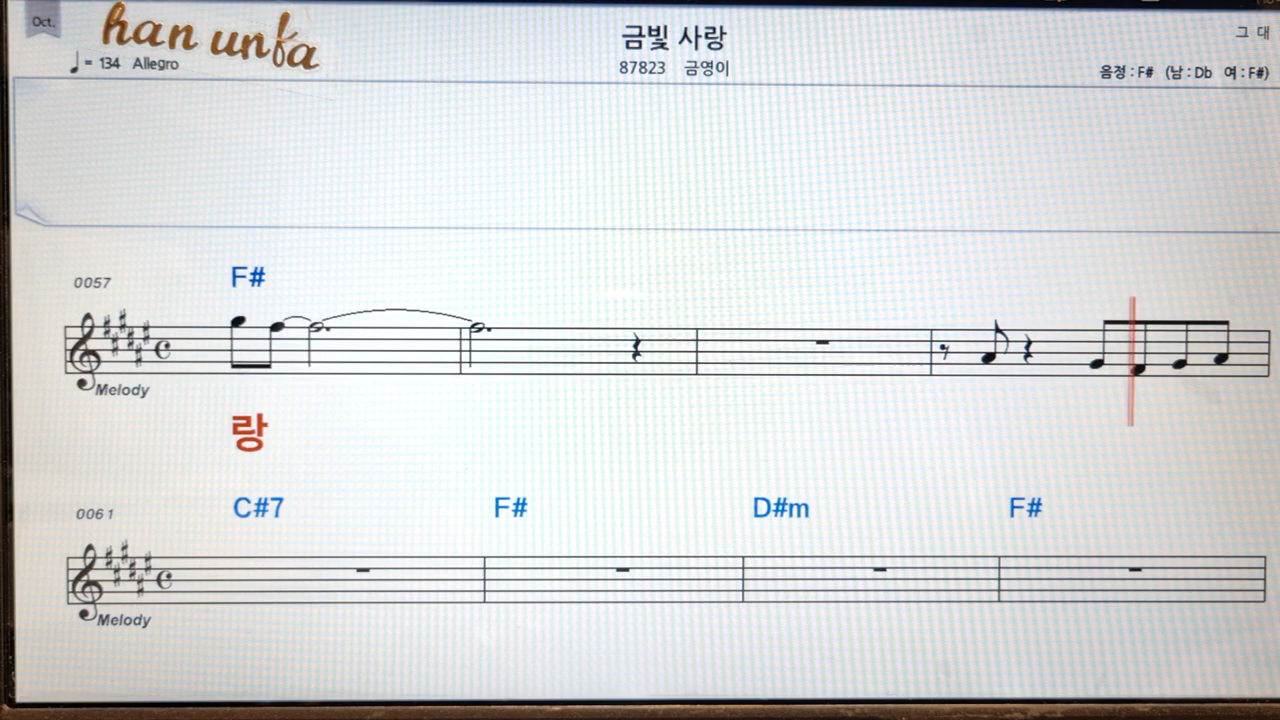 Oct.
han unfa
♩= 134 Allegro
금빛 사랑
87823 금영이
그 대
음정 : F# (남 : Db 여 : F#)
0057
F#
Melody
랑
0061
C#7 F# D#m F#
Melody